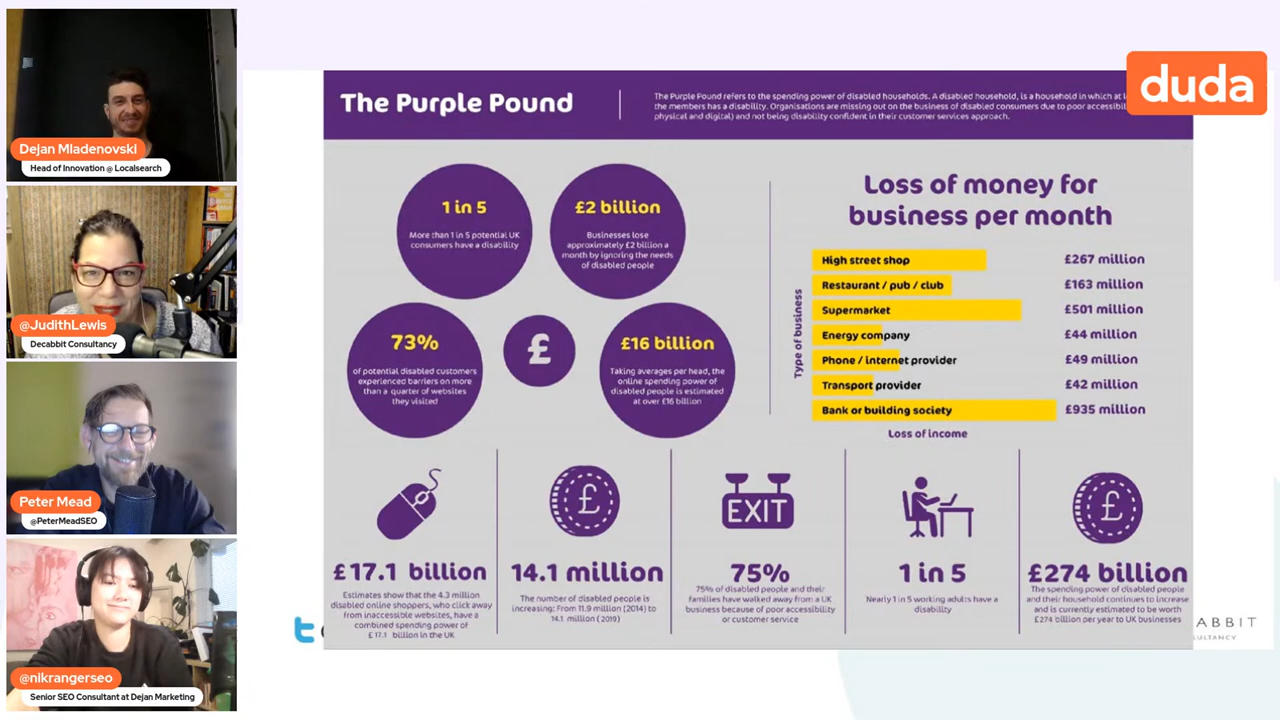 Dejan Mladenovski
Head of Innovation @ Localsearch
@JudithLewis
Decabbit Consultancy
Peter Mead
@PeterMeadSEO
@nikrangerseo
Senior SEO Consultant at Dejan Marketing
duda
The Purple Pound
The Purple Pound refers to the spending power of disabled households. A disabled household, is a household in which at
the members has a disability. Organisations are missing out on the business of disabled consumers due to poor
physical and digital) and not being disability confident in their customer services approach.
1 in 5
More than 1 in 5 potential UK
consumers have a disability
£2 billion
Businesses lose
approximately £2 billion a
month by ignoring the needs
of disabled people
73%
of potential disabled customers
experienced barriers on more
than a quarter of websites
they visited
£
£16 billion
Taking averages per head, the
online spending power of
disabled people is estimated
at over £16 billion
Loss of money for
business per month
Type of business
High street shop £267 million
Restaurant / pub / club £163 million
Supermarket £501 million
Energy company £44 million
Phone / internet provider £49 million
Transport provider £42 million
Bank or building society £935 million
Loss of income
£17.1 billion
Estimates show that the 4.3 million
disabled online shoppers, who click away
from inaccessible websites, have a
combined spending power of
£ 17.1 billion in the UK
£
14.1 million
The number of disabled people is
increasing: From 11.9 million (2014) to
14.1 million (2019)
EXIT
75%
75% of disabled people and their
families have walked away from a UK
business because of poor accessibility
or customer service
1 in 5
Nearly 1 in 5 working adults have a
disability
£
£274 billion
The spending power of disabled people
and their household continues to increase
and is currently estimated to be worth
£274 billion per year to UK businesses
ABBIT
ULTANCY